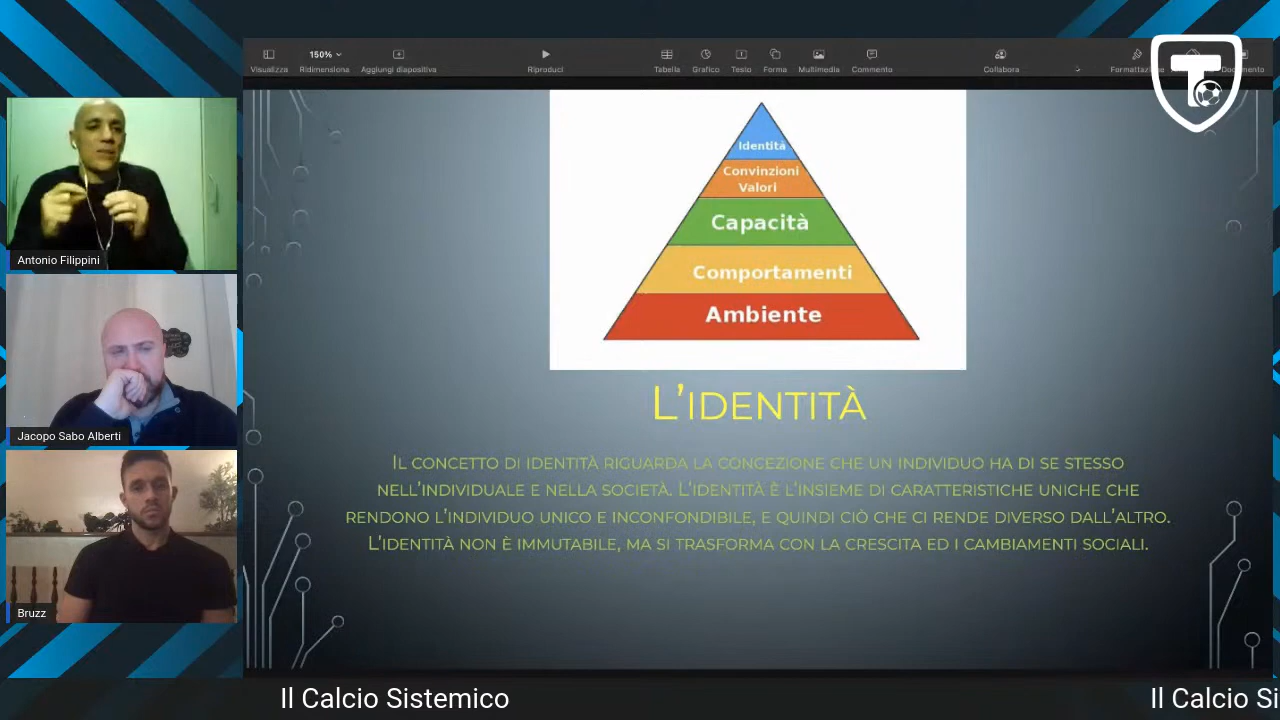 150%
Visualizza
Ridimensiona
Aggiungi diapositiva
Riproduci
Tabella
Grafico
Testo
Forma
Multimedia
Commento
Collabora
T
Identità
Convinzioni
Valori
Capacità
Comportamenti
Ambiente
L'IDENTITÀ
IL CONCETTO DI IDENTITÀ RIGUARDA LA CONCEZIONE CHE UN INDIVIDUO HA DI SE STESSO
NELL'INDIVIDUALE E NELLA SOCIETÀ. L'IDENTITÀ È L'INSIEME DI CARATTERISTICHE UNICHE CHE
RENDONO L'INDIVIDUO UNICO E INCONFONDIBILE, E QUINDI CIÒ CHE CI RENDE DIVERSO DALL'ALTRO.
L'IDENTITÀ NON È IMMUTABILE, MA SI TRASFORMA CON LA CRESCITA ED I CAMBIAMENTI SOCIALI.
Antonio Filippini
Jacopo Sabo Alberti
Bruzz
Il Calcio Sistemico
Il Calcio Si